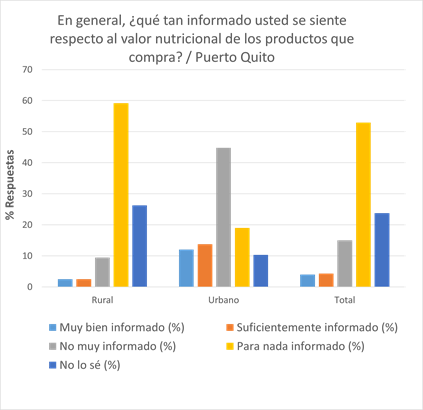 En general, ¿qué tan informado usted se siente
respecto al valor nutricional de los productos que
compra? / Puerto Quito
70
60
50
40
30
20
10
0
% Respuestas
Rural
Urbano
Total
Muy bien informado (%)
Suficientemente informado (%)
No muy informado (%)
Para nada informado (%)
No lo sé (%)